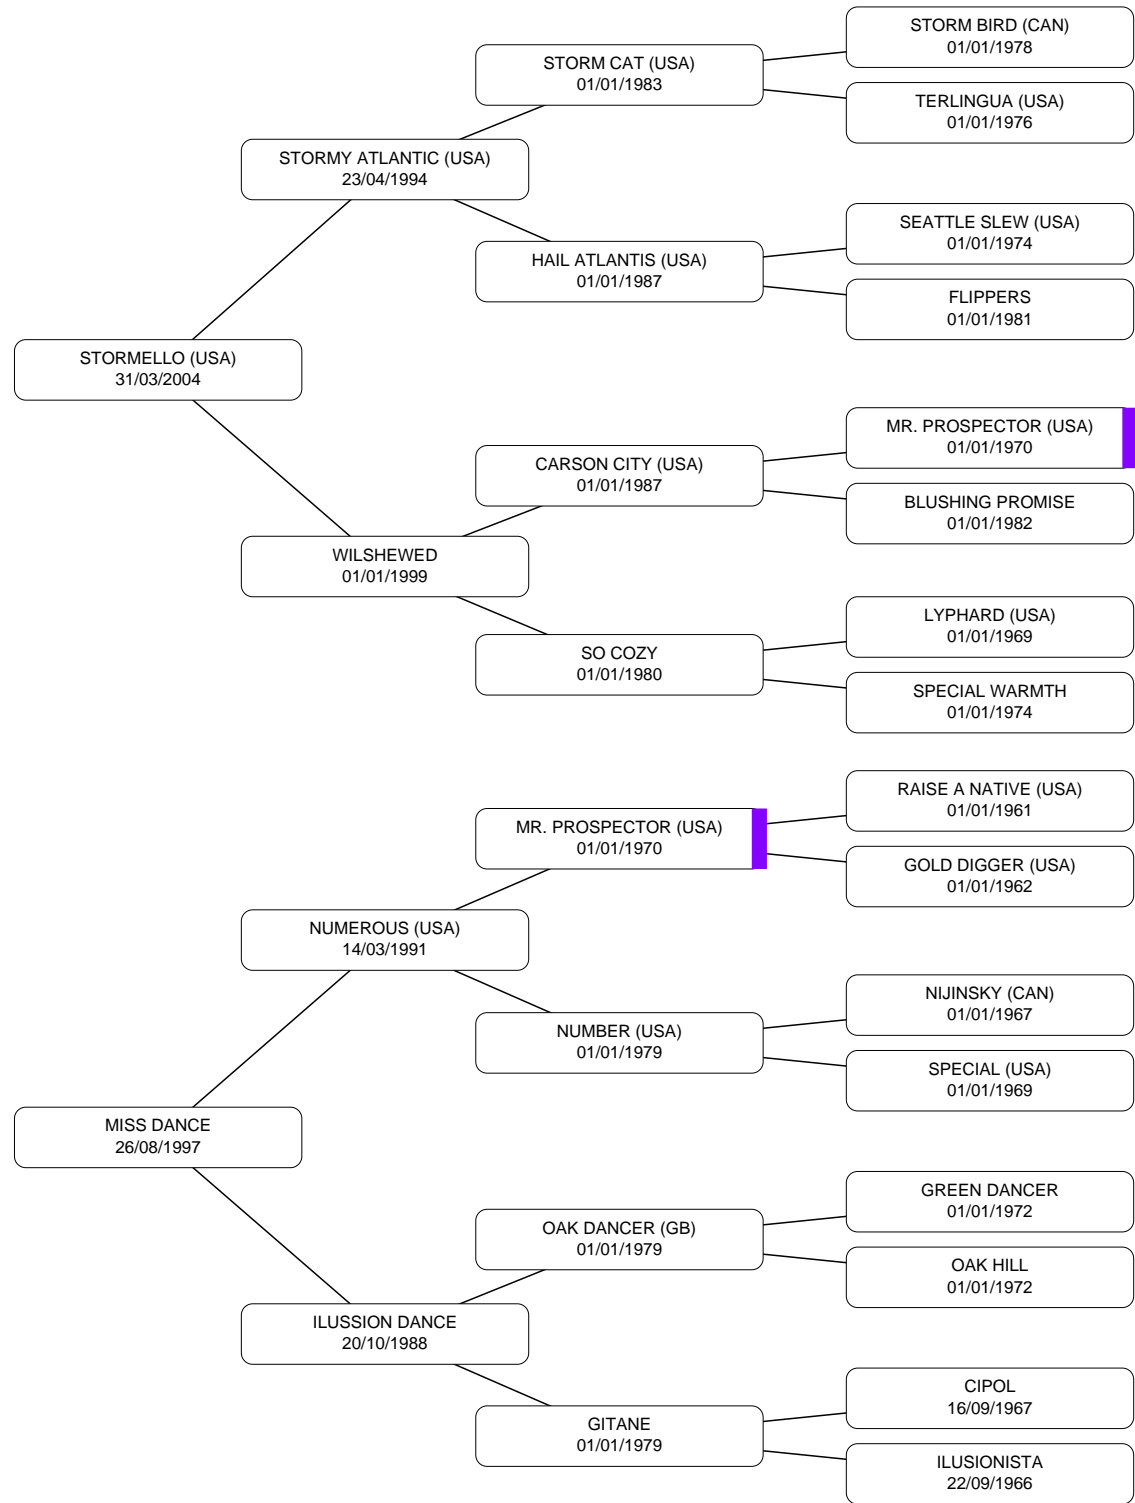 STORM BIRD (CAN)
01/01/1978
STORM CAT (USA)
01/01/1983
TERLINGUA (USA)
01/01/1976
STORMY ATLANTIC (USA)
23/04/1994
SEATTLE SLEW (USA)
01/01/1974
HAIL ATLANTIS (USA)
01/01/1987
FLIPPERS
01/01/1981
STORMELLO (USA)
31/03/2004
MR. PROSPECTOR (USA)
01/01/1970
CARSON CITY (USA)
01/01/1987
BLUSHING PROMISE
01/01/1982
WILSHEWED
01/01/1999
LYPHARD (USA)
01/01/1969
SO COZY
01/01/1980
SPECIAL WARMTH
01/01/1974
RAISE A NATIVE (USA)
01/01/1961
MR. PROSPECTOR (USA)
01/01/1970
GOLD DIGGER (USA)
01/01/1962
NUMEROUS (USA)
14/03/1991
NIJINSKY (CAN)
01/01/1967
NUMBER (USA)
01/01/1979
SPECIAL (USA)
01/01/1969
MISS DANCE
26/08/1997
GREEN DANCER
01/01/1972
OAK DANCER (GB)
01/01/1979
OAK HILL
01/01/1972
ILUSSION DANCE
20/10/1988
CIPOL
16/09/1967
GITANE
01/01/1979
ILUSIONISTA
22/09/1966